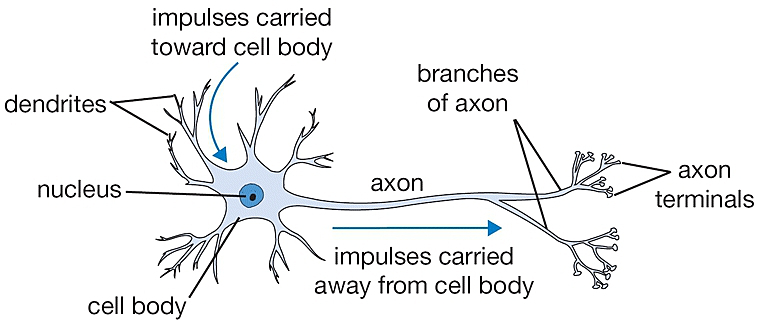 impulses carried
toward cell body
branches
of axon
dendrites
axon
terminals
nucleus
axon
impulses carried
away from cell body
cell body